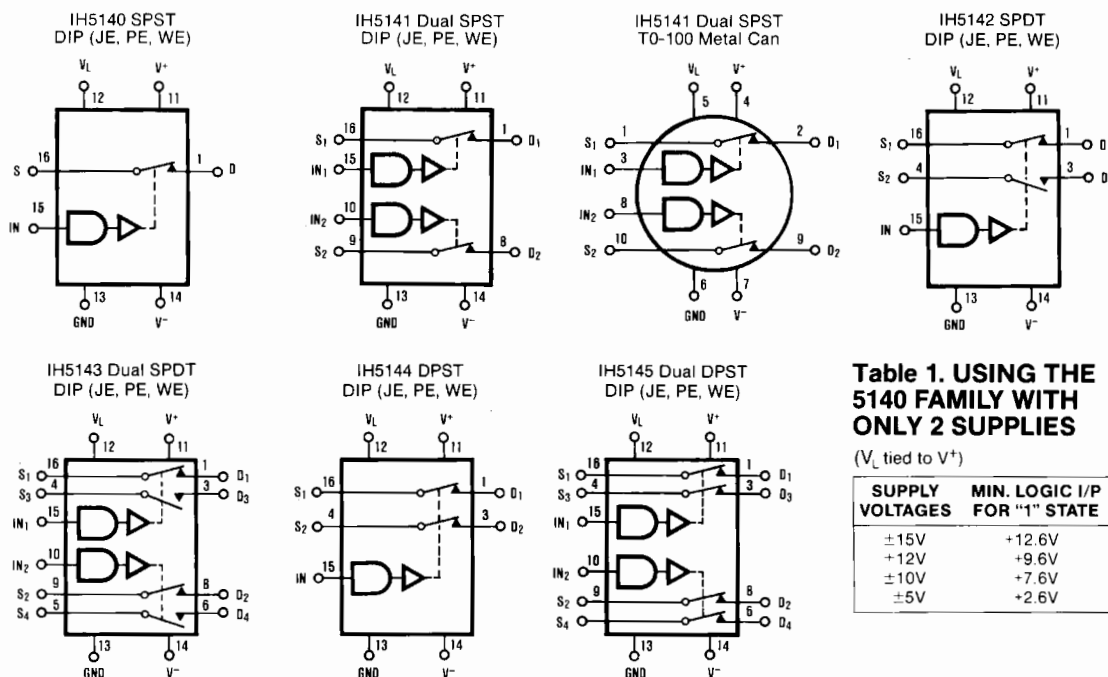 IH5140 SPST
DIP (JE, PE, WE)
VL V+
12 11
S 16 1 D
15
IN
13 14
GND V−
IH5141 Dual SPST
DIP (JE, PE, WE)
VL V+
12 11
S1 16 1 D1
IN1 15
IN2 10
S2 9 8 D2
13 14
GND V−
IH5141 Dual SPST
T0-100 Metal Can
VL V+
5 4
S1 1 2 D1
IN1 3
IN2 8
S2 10 9 D2
6 7
GND V−
IH5142 SPDT
DIP (JE, PE, WE)
VL V+
12 11
S1 16 1 D
S2 4 3 D
IN 15
13 14
GND V−
IH5143 Dual SPDT
DIP (JE, PE, WE)
VL V+
12 11
S1 16 1 D1
S3 4 3 D3
IN1 15
IN2 10
S2 9 8 D2
S4 5 6 D4
13 14
GND V−
IH5144 DPST
DIP (JE, PE, WE)
VL V+
12 11
S1 16 1 D1
S2 4 3 D2
IN 15
13 14
GND V−
IH5145 Dual DPST
DIP (JE, PE, WE)
VL V+
12 11
S1 16 1 D1
S3 4 3 D3
IN1 15
IN2 10
S2 9 8 D2
S4 5 6 D4
13 14
GND V−
Table 1. USING THE
5140 FAMILY WITH
ONLY 2 SUPPLIES
(VL tied to V+)
SUPPLY MIN. LOGIC I/P
VOLTAGES FOR "1" STATE
±15V +12.6V
+12V +9.6V
±10V +7.6V
±5V +2.6V